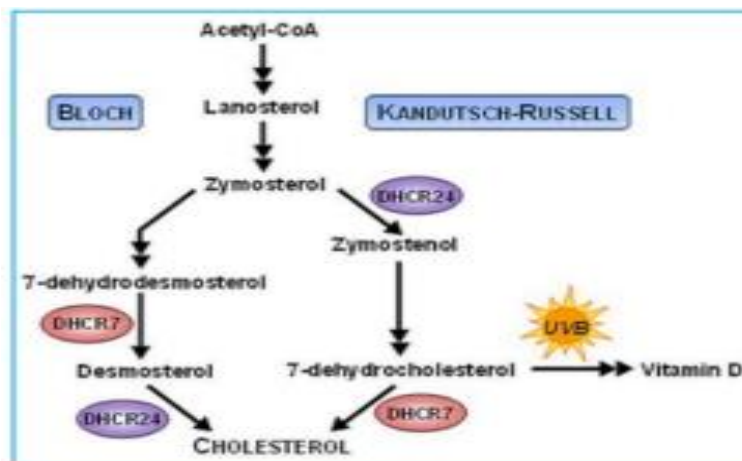 Acetyl-CoA
BLOCH
Lanosterol
KANDUTSCH-RUSSELL
Zymosterol
DHCR24
Zymostenol
7-dehydrodesmosterol
DHCR7
UVB
Desmosterol
7-dehydrocholesterol
Vitamin D
DHCR24
DHCR7
CHOLESTEROL